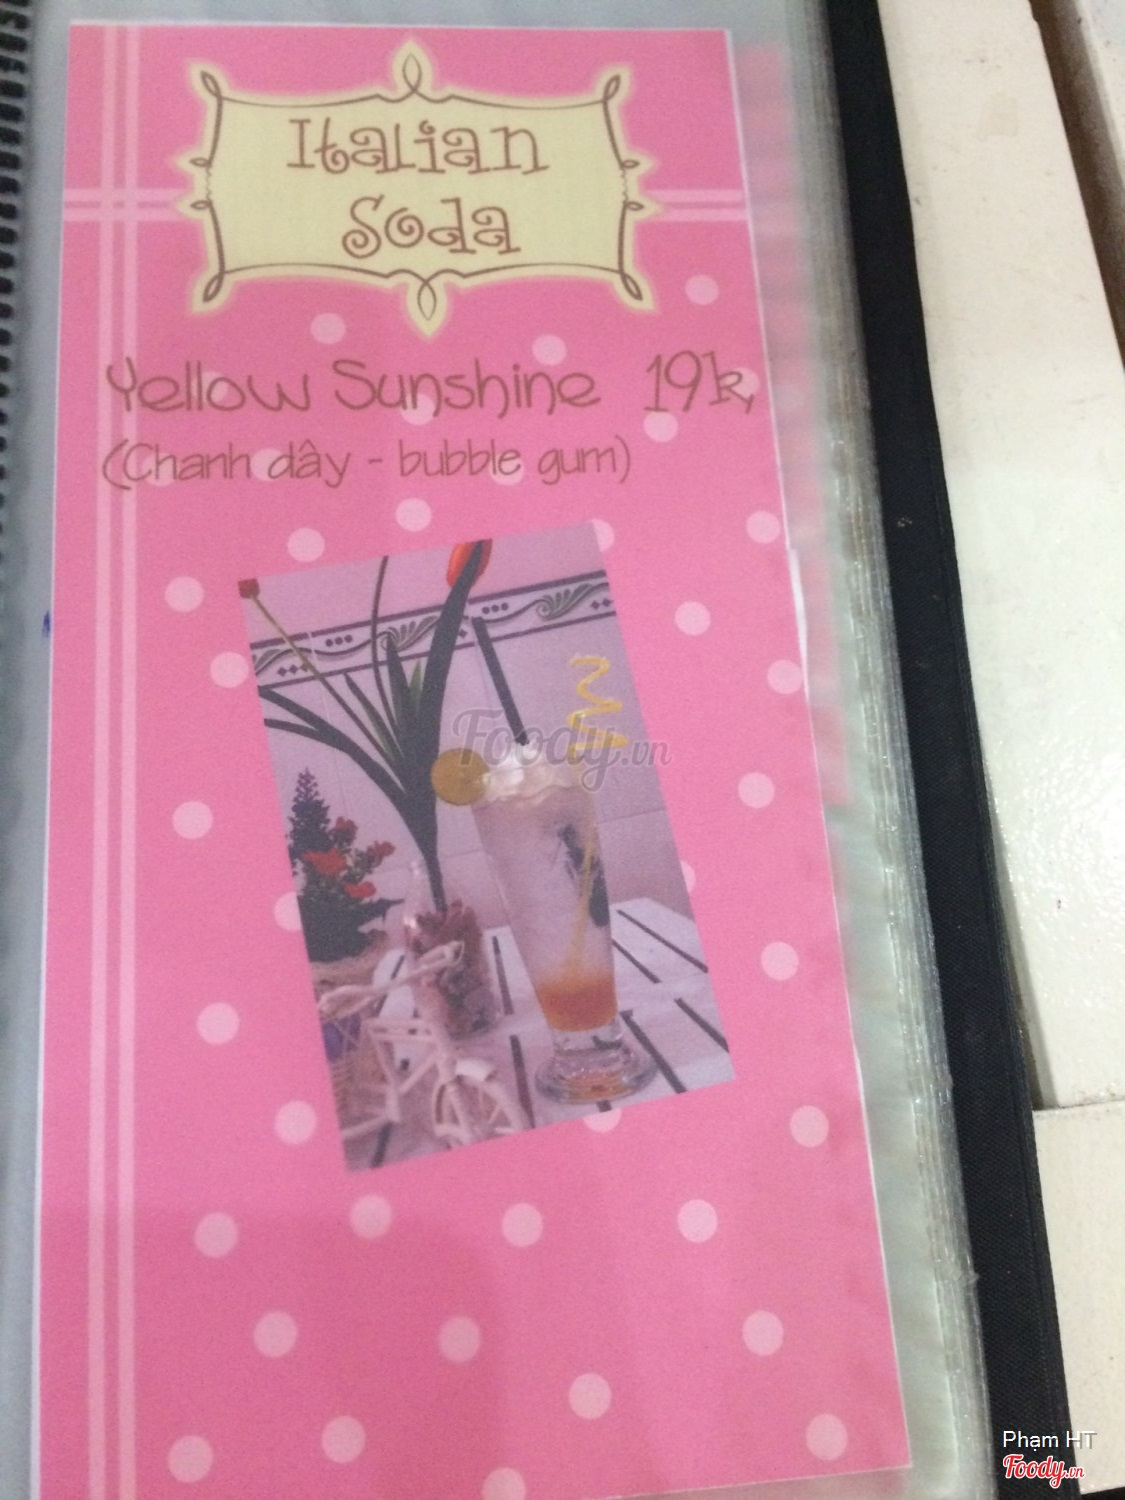 Italian
Soda
Yellow Sunshine 19k
(Chanh dây - bubble gum)
Foody.vn
Phạm HT
Foody.vn